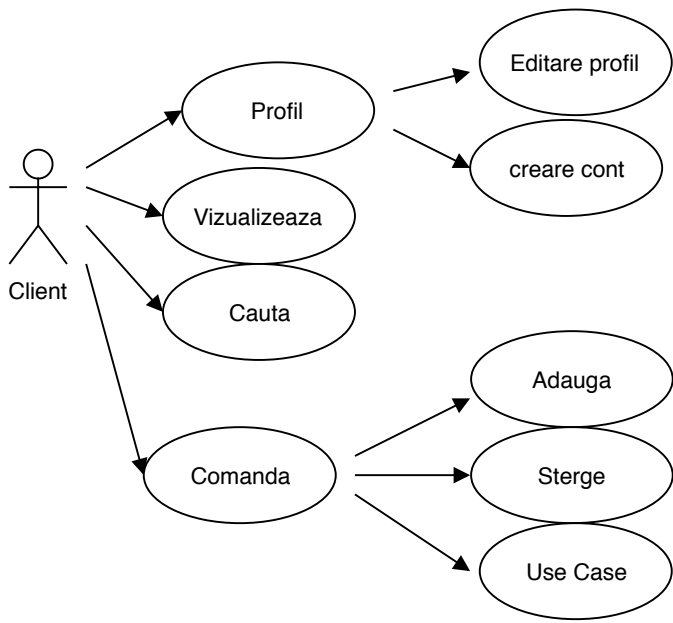 Editare profil
Profil
creare cont
Vizualizeaza
Client
Cauta
Adauga
Comanda
Sterge
Use Case